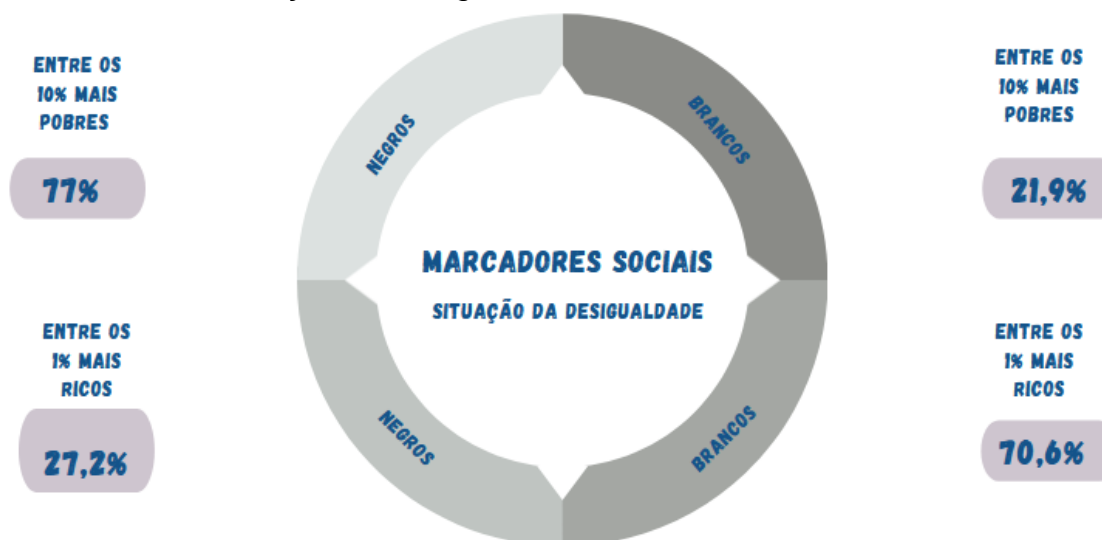 ENTRE OS
10% MAIS
POBRES
77%
NEGROS
BRANCOS
ENTRE OS
10% MAIS
POBRES
21,9%
MARCADORES SOCIAIS
SITUAÇÃO DA DESIGUALDADE
ENTRE OS
1% MAIS
RICOS
27,2%
NEGROS
BRANCOS
ENTRE OS
1% MAIS
RICOS
70,6%